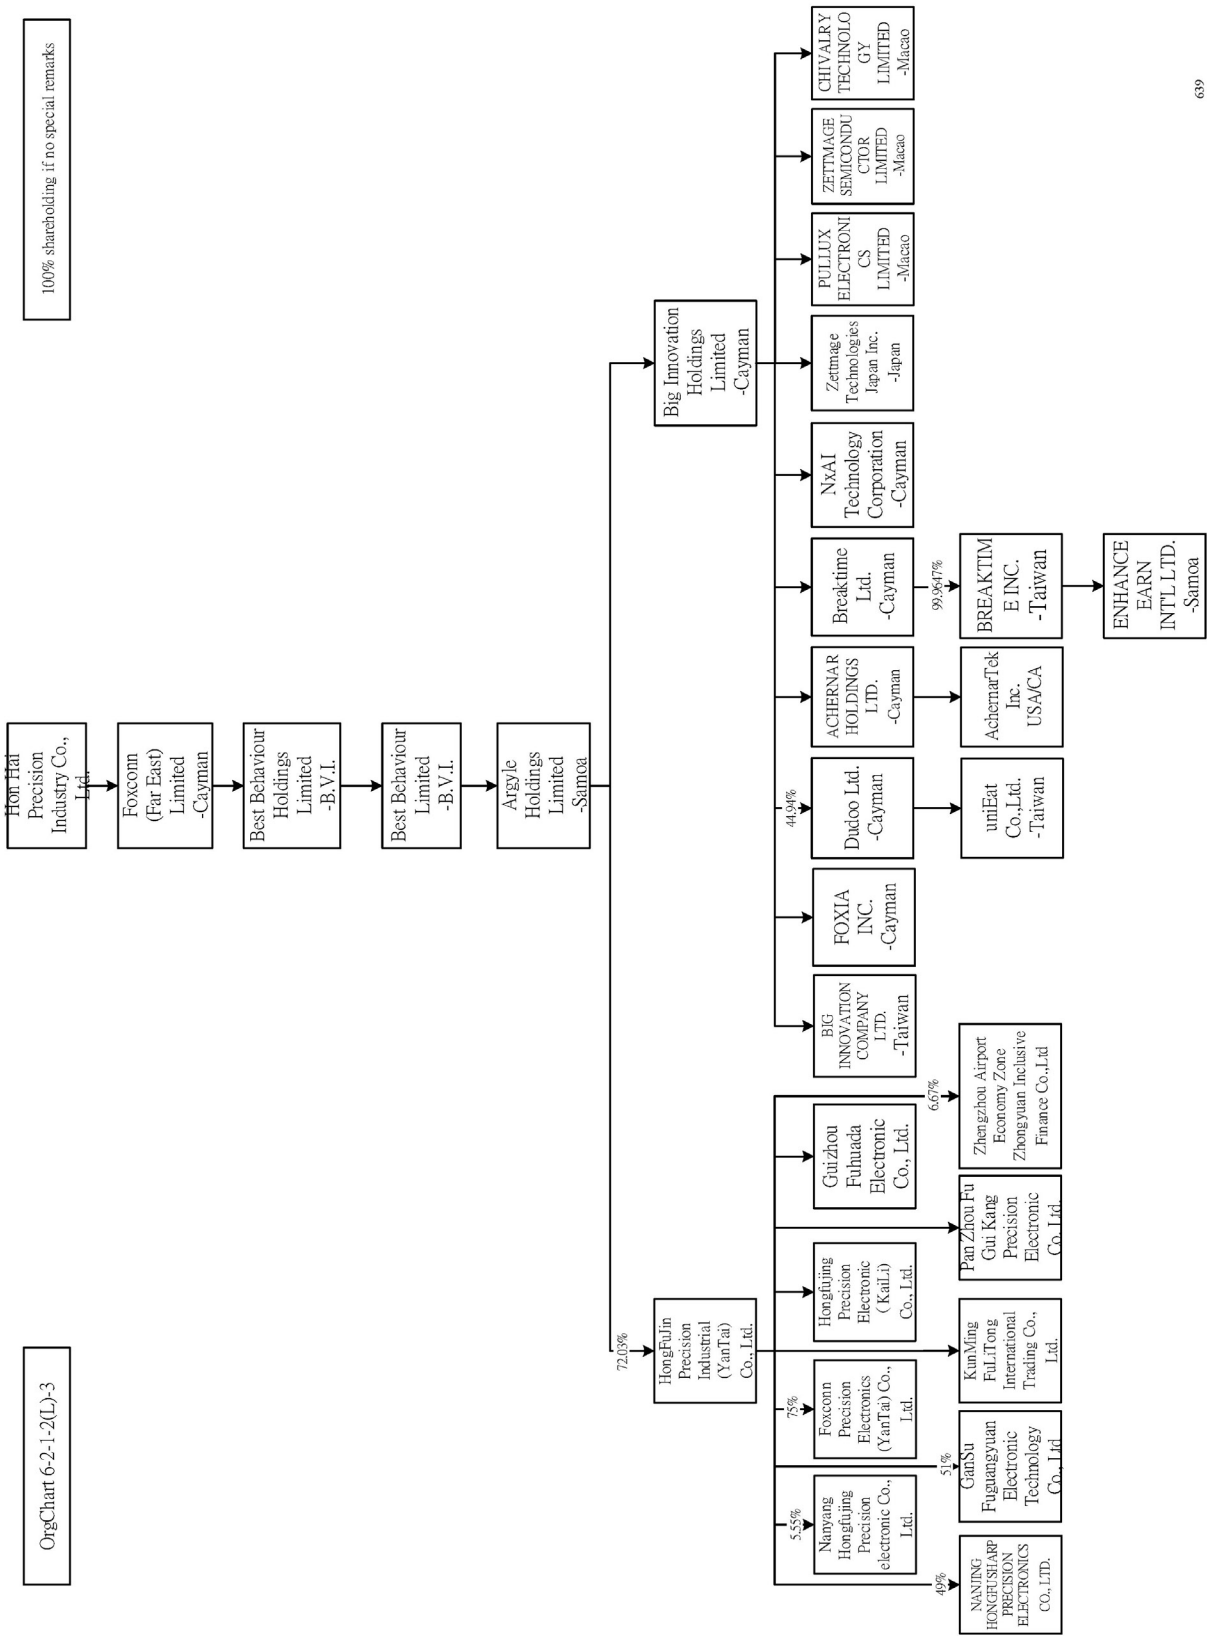 OrgChart 6-2-1-2(L)-3
100% shareholding if no special remarks
Hon Hai
Precision
Industry Co.,
Ltd.
Foxconn
(Far East)
Limited
-Cayman
Best Behaviour
Holdings
Limited
-B.V.I.
Best Behaviour
Limited
-B.V.I.
Argyle
Holdings
Limited
-Samoa
72.03%
HongFuJin
Precision
Industrial
(YanTai)
Co., Ltd.
Big Innovation
Holdings
Limited
-Cayman
5.55%
75%
44.94%
Nanyang
Hongfujing
Precision
electronic Co.,
Ltd.
Foxconn
Precision
Electronics
(YanTai) Co.,
Ltd.
Hongfujing
Precision
Electronic
( KaiLi)
Co., Ltd.
Guizhou
Fuhuada
Electronic
Co., Ltd.
BIG
INNOVATION
COMPANY
LTD.
-Taiwan
FOXIA
INC.
-Cayman
Dudoo Ltd.
-Cayman
ACHERNAR
HOLDINGS
LTD.
-Cayman
Breaktime
Ltd.
-Cayman
NxAI
Technology
Corporation
-Cayman
Zettmage
Technologies
Japan Inc.
-Japan
PULLUX
ELECTRONI
CS
LIMITED
-Macao
ZETTMAGE
SEMICONDU
CTOR
LIMITED
-Macao
CHIVALRY
TECHNOLO
GY
LIMITED
-Macao
49%
51%
6.67%
99.9647%
NANJING
HONGFUSHARP
PRECISION
ELECTRONICS
CO., LTD.
GanSu
Fuguangyuan
Electronic
Technology
Co., Ltd
KunMing
FuLiTong
International
Trading Co.,
Ltd.
Pan Zhou Fu
Gui Kang
Precision
Electronic
Co.,Ltd.
Zhengzhou Airport
Economy Zone
Zhongyuan Inclusive
Finance Co.,Ltd
uniEat
Co.,Ltd.
-Taiwan
AchernarTek
Inc.
USA/CA
BREAKTIM
E INC.
-Taiwan
ENHANCE
EARN
INT'L LTD.
-Samoa
639